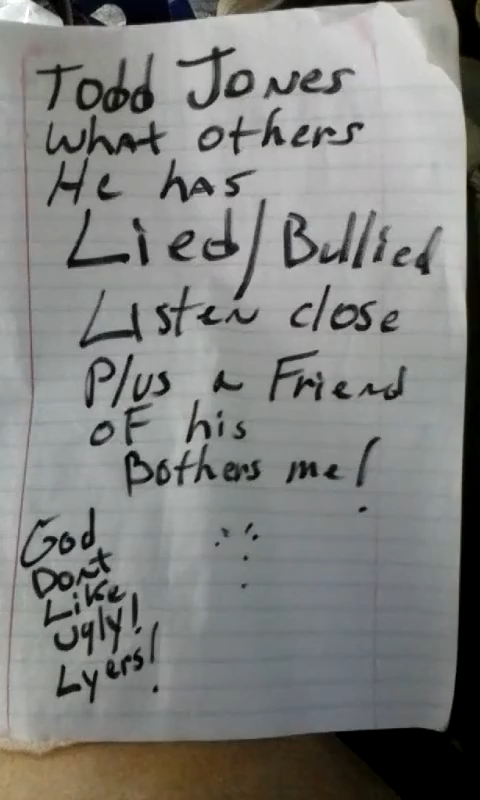 Todd Jones
What others
He has
Lied/Bullied
Listen close
Plus a Friend
of his
Bothers me!
God
Dont
Like
Ugly!
Lyers!